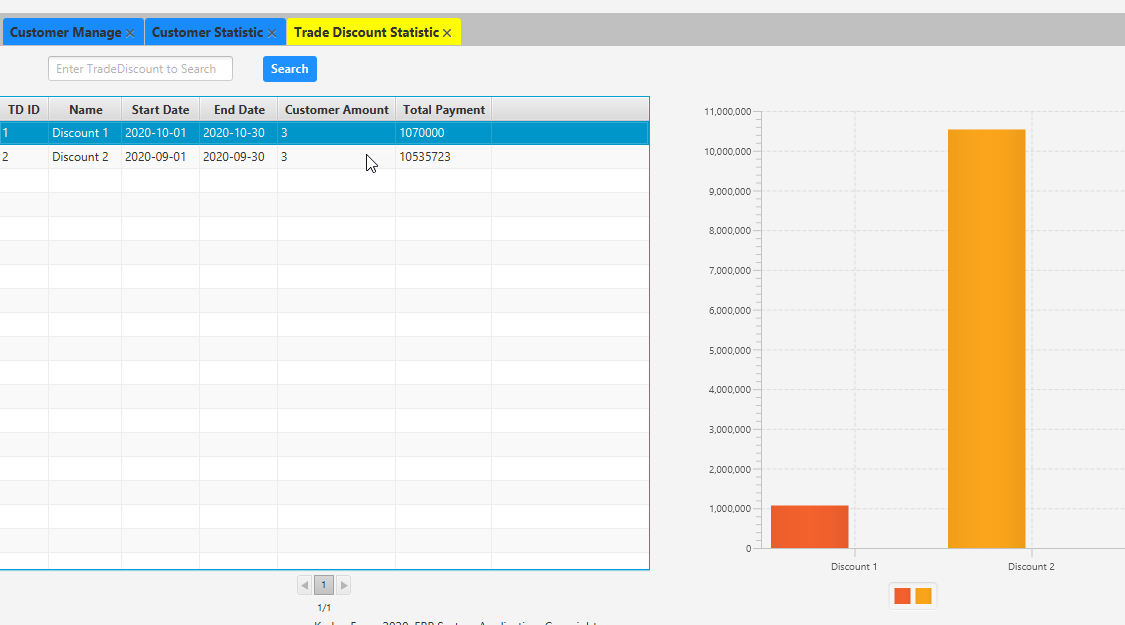 Customer Manage × Customer Statistic × Trade Discount Statistic ×
Enter TradeDiscount to Search Search
TD ID Name Start Date End Date Customer Amount Total Payment
1 Discount 1 2020-10-01 2020-10-30 3 1070000
2 Discount 2 2020-09-01 2020-09-30 3 10535723
1
1/1
11,000,000
10,000,000
9,000,000
8,000,000
7,000,000
6,000,000
5,000,000
4,000,000
3,000,000
2,000,000
1,000,000
0
Discount 1 Discount 2